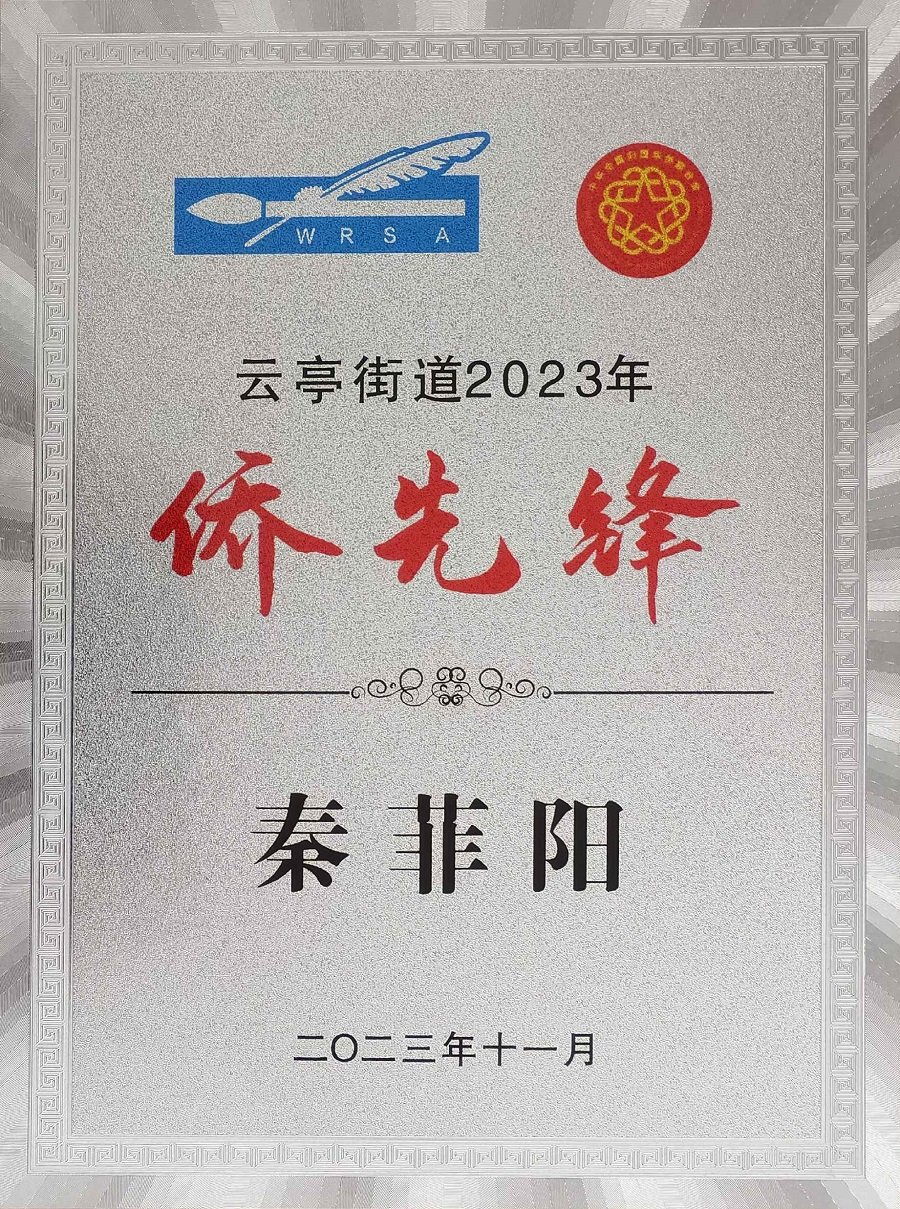 WRSA
云亭街道2023年
侨先锋
秦菲阳
二〇二三年十一月